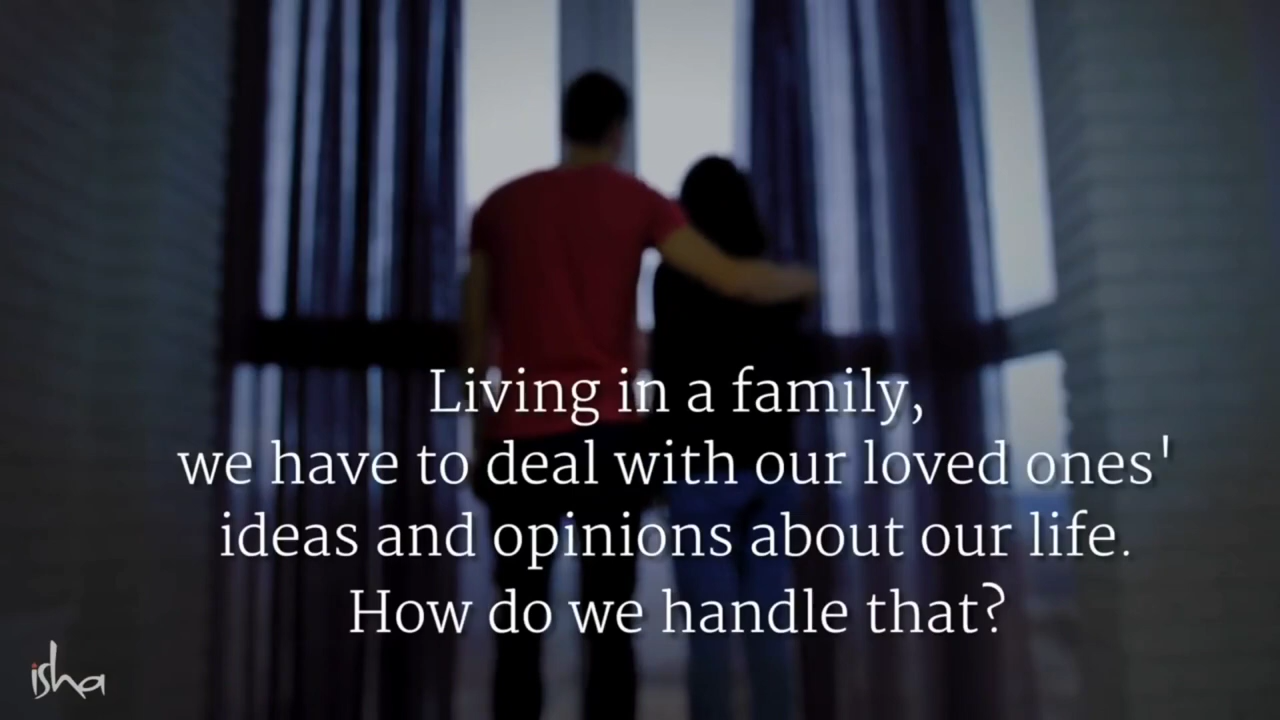 Living in a family,
we have to deal with our loved ones'
ideas and opinions about our life.
How do we handle that?
isha